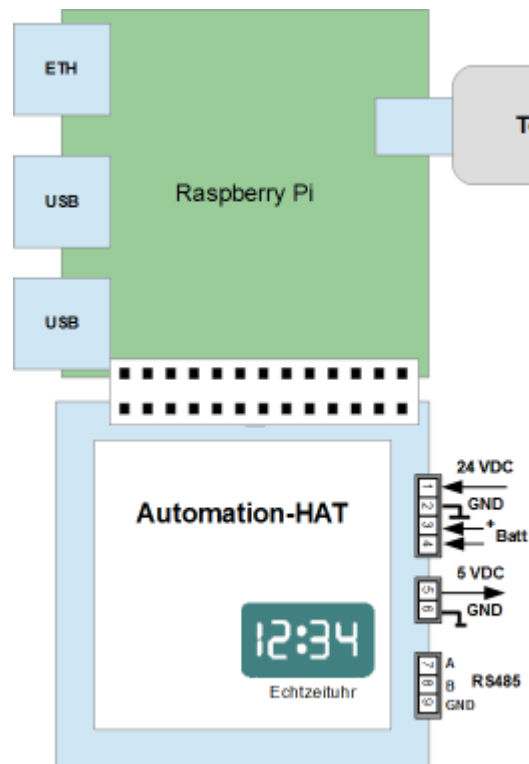 ETH
USB
USB
Raspberry Pi
Automation-HAT
12:34
Echtzeituhr
1
2
3
4
24 VDC
GND
+
Batt
5
6
5 VDC
GND
7
8
9
A
B
GND
RS485